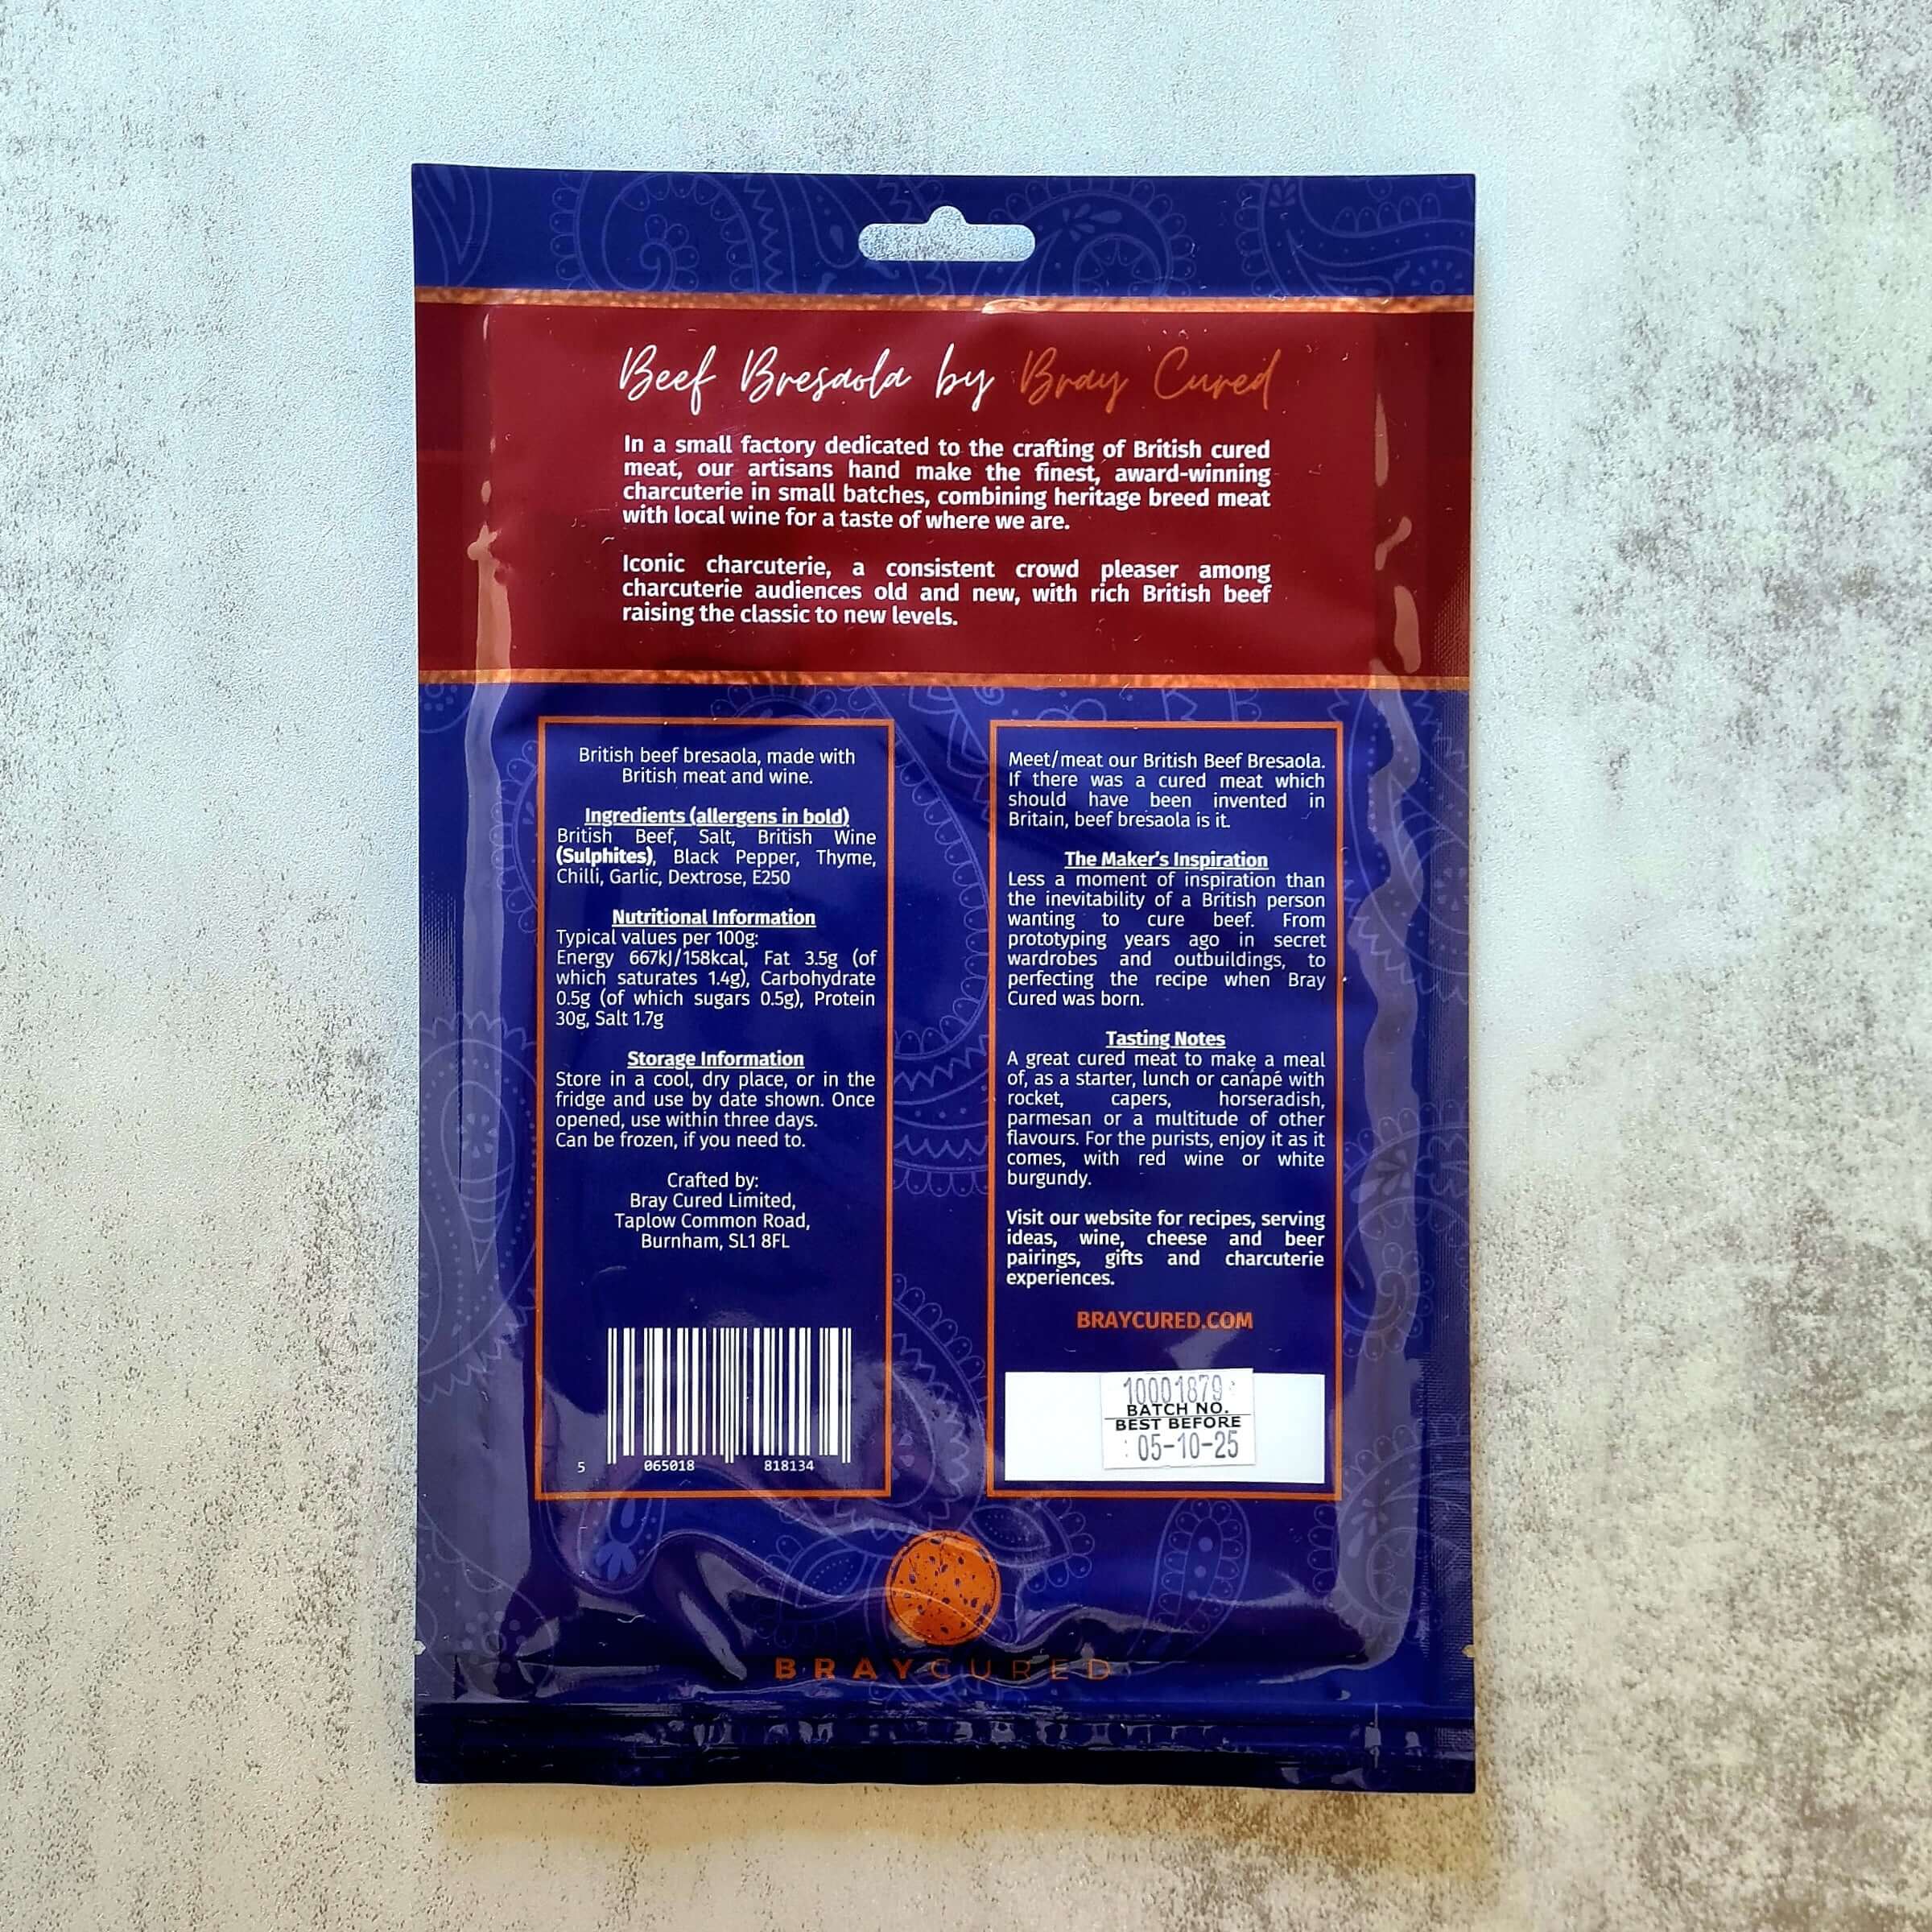 Beef Bresaola by Bray Cured
In a small factory dedicated to the crafting of British cured
meat, our artisans hand make the finest, award-winning
charcuterie in small batches, combining heritage breed meat
with local wine for a taste of where we are.
Iconic charcuterie, a consistent crowd pleaser among
charcuterie audiences old and new, with rich British beef
raising the classic to new levels.
British beef bresaola, made with
British meat and wine.
Ingredients (allergens in bold)
British Beef, Salt, British Wine
(Sulphites), Black Pepper, Thyme,
Chilli, Garlic, Dextrose, E250
Nutritional Information
Typical values per 100g:
Energy 667kJ/158kcal, Fat 3.5g (of
which saturates 1.4g), Carbohydrate
0.5g (of which sugars 0.5g), Protein
30g, Salt 1.7g
Storage Information
Store in a cool, dry place, or in the
fridge and use by date shown. Once
opened, use within three days.
Can be frozen, if you need to.
Crafted by:
Bray Cured Limited,
Taplow Common Road,
Burnham, SL1 8FL
5 065018 818134
Meet/meat our British Beef Bresaola.
If there was a cured meat which
should have been invented in
Britain, beef bresaola is it.
The Maker's Inspiration
Less a moment of inspiration than
the inevitability of a British person
wanting to cure beef. From
prototyping years ago in secret
wardrobes and outbuildings, to
perfecting the recipe when Bray
Cured was born.
Tasting Notes
A great cured meat to make a meal
of, as a starter, lunch or canapé with
rocket, capers, horseradish,
parmesan or a multitude of other
flavours. For the purists, enjoy it as it
comes, with red wine or white
burgundy.
Visit our website for recipes, serving
ideas, wine, cheese and beer
pairings, gifts and charcuterie
experiences.
BRAYCURED.COM
10001879
BATCH NO.
BEST BEFORE
: 05-10-25
BRAYCURED